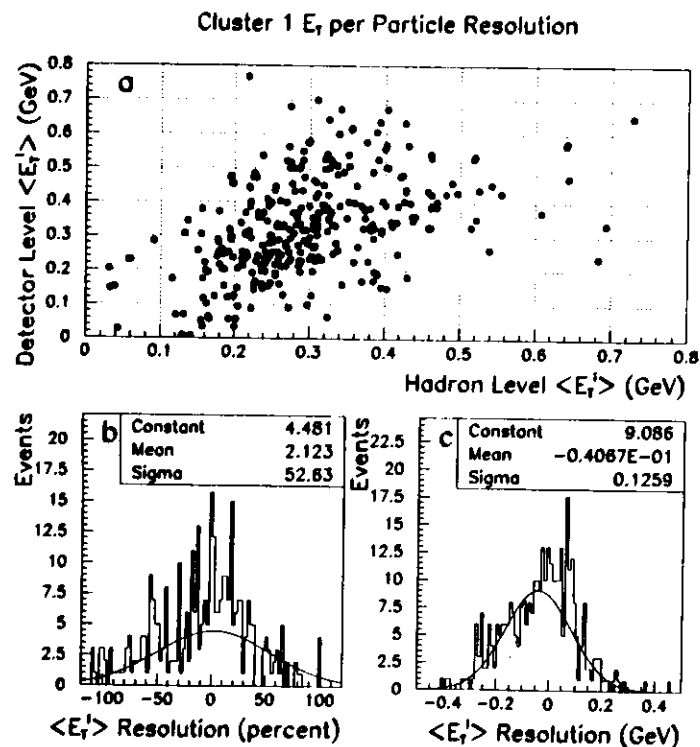 Cluster 1 E_T per Particle Resolution
Detector Level <E_T^i> (GeV)
a
0.8
0.7
0.6
0.5
0.4
0.3
0.2
0.1
0
0 0.1 0.2 0.3 0.4 0.5 0.6 0.7 0.8
Hadron Level <E_T^i> (GeV)
Events
b
Constant 4.481
Mean 2.123
Sigma 52.63
20
17.5
15
12.5
10
7.5
5
2.5
0
-100 -50 0 50 100
<E_T^i> Resolution (percent)
Events
c
Constant 9.086
Mean -0.4067E-01
Sigma 0.1259
22.5
20
17.5
15
12.5
10
7.5
5
2.5
0
-0.4 -0.2 0 0.2 0.4
<E_T^i> Resolution (GeV)